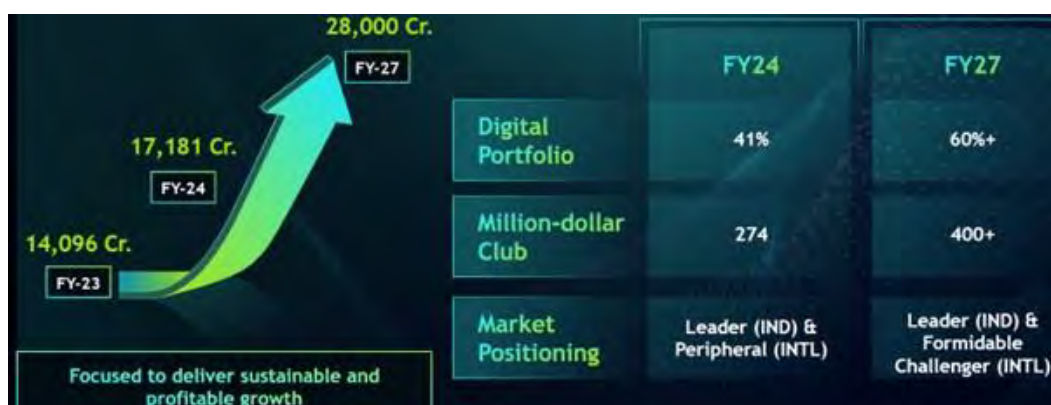 28,000 Cr.
FY-27
17,181 Cr.
FY-24
14,096 Cr.
FY-23
Focused to deliver sustainable and
profitable growth
FY24
FY27
Digital
Portfolio
41%
60%+
Million-dollar
Club
274
400+
Market
Positioning
Leader (IND) &
Peripheral (INTL)
Leader (IND) &
Formidable
Challenger (INTL)